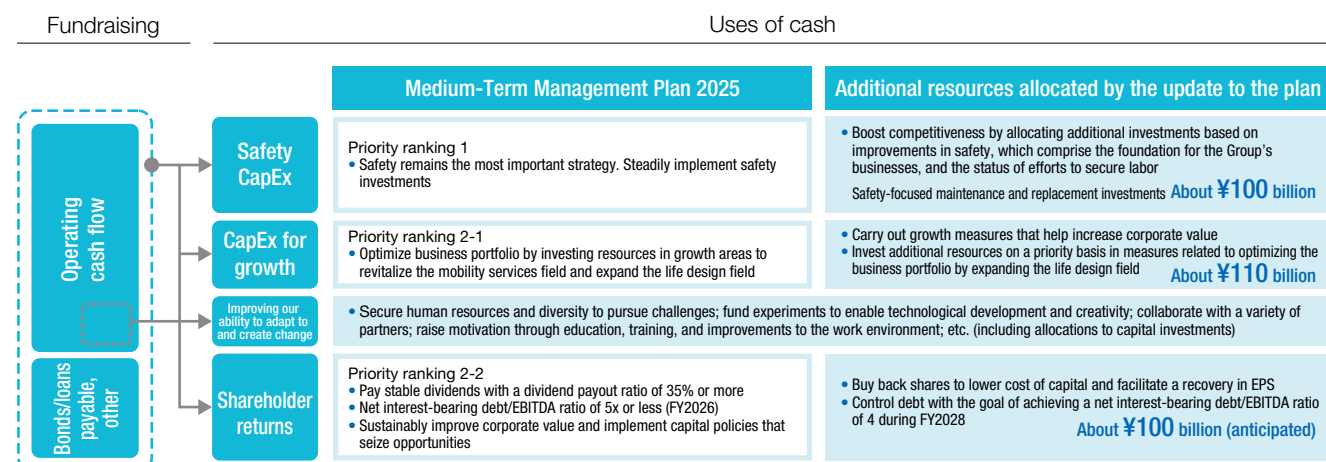 Fundraising
Uses of cash
Medium-Term Management Plan 2025
Additional resources allocated by the update to the plan
Operating
cash flow
Bonds/loans
payable,
other
Safety
CapEx
Priority ranking 1
• Safety remains the most important strategy. Steadily implement safety
investments
• Boost competitiveness by allocating additional investments based on
improvements in safety, which comprise the foundation for the Group's
businesses, and the status of efforts to secure labor
Safety-focused maintenance and replacement investments About ¥100 billion
CapEx for
growth
Priority ranking 2-1
• Optimize business portfolio by investing resources in growth areas to
revitalize the mobility services field and expand the life design field
• Carry out growth measures that help increase corporate value
• Invest additional resources on a priority basis in measures related to optimizing the
business portfolio by expanding the life design field About ¥110 billion
Improving our
ability to adapt to
and create change
• Secure human resources and diversity to pursue challenges; fund experiments to enable technological development and creativity; collaborate with a variety of
partners; raise motivation through education, training, and improvements to the work environment; etc. (including allocations to capital investments)
Shareholder
returns
Priority ranking 2-2
• Pay stable dividends with a dividend payout ratio of 35% or more
• Net interest-bearing debt/EBITDA ratio of 5x or less (FY2026)
• Sustainably improve corporate value and implement capital policies that
seize opportunities
• Buy back shares to lower cost of capital and facilitate a recovery in EPS
• Control debt with the goal of achieving a net interest-bearing debt/EBITDA ratio
of 4 during FY2028
About ¥100 billion (anticipated)